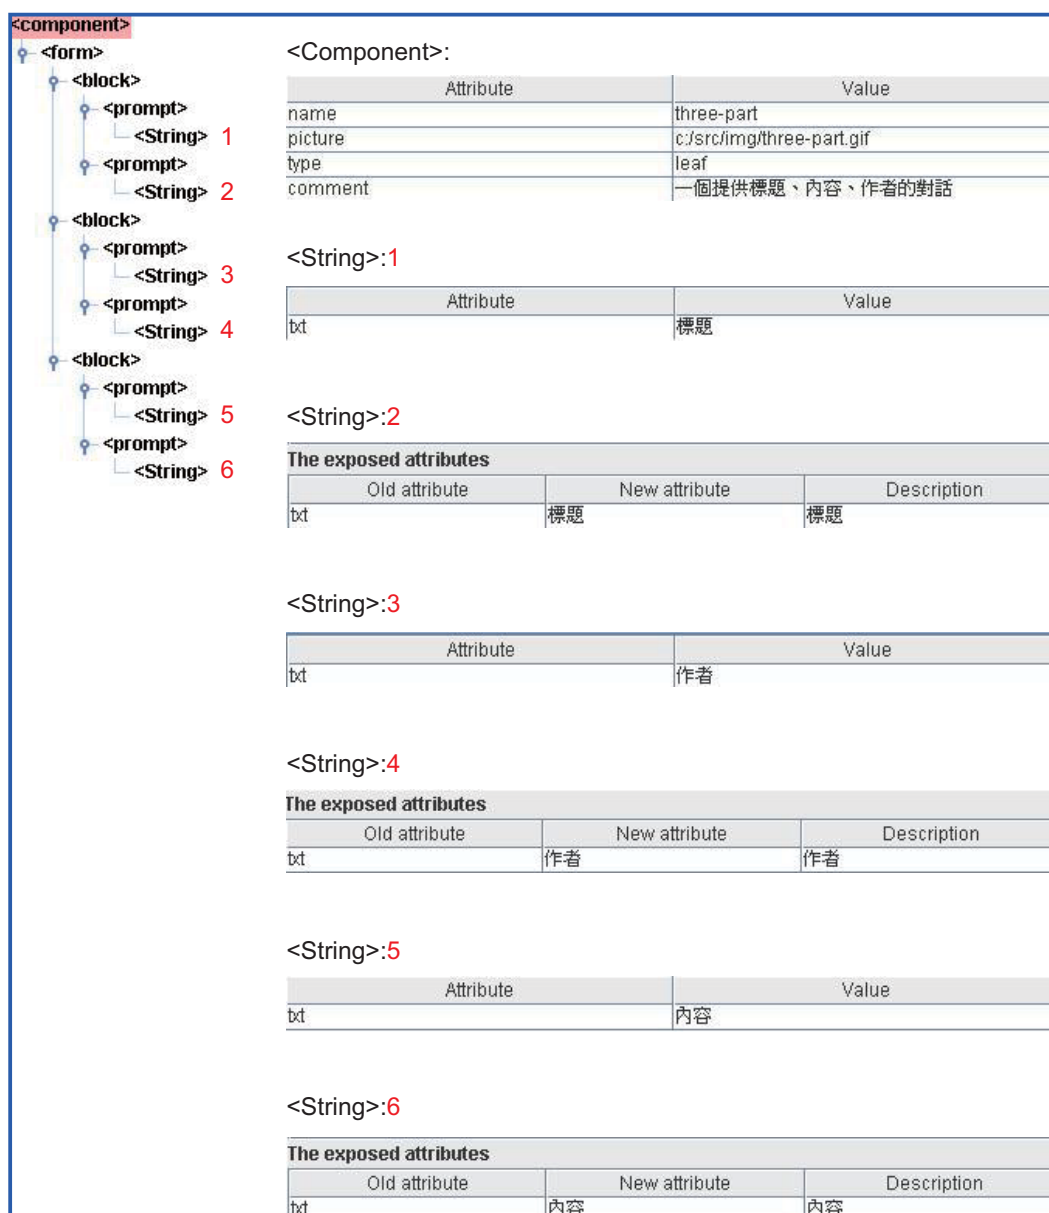 <component>
<form>
<block>
<prompt>
<String> 1
<prompt>
<String> 2
<block>
<prompt>
<String> 3
<prompt>
<String> 4
<block>
<prompt>
<String> 5
<prompt>
<String> 6
<Component>:
Attribute Value
name three-part
picture c:/src/img/three-part.gif
type leaf
comment 一個提供標題、內容、作者的對話
<String>:1
Attribute Value
txt 標題
<String>:2
The exposed attributes
Old attribute New attribute Description
txt 標題 標題
<String>:3
Attribute Value
txt 作者
<String>:4
The exposed attributes
Old attribute New attribute Description
txt 作者 作者
<String>:5
Attribute Value
txt 內容
<String>:6
The exposed attributes
Old attribute New attribute Description
txt 內容 內容